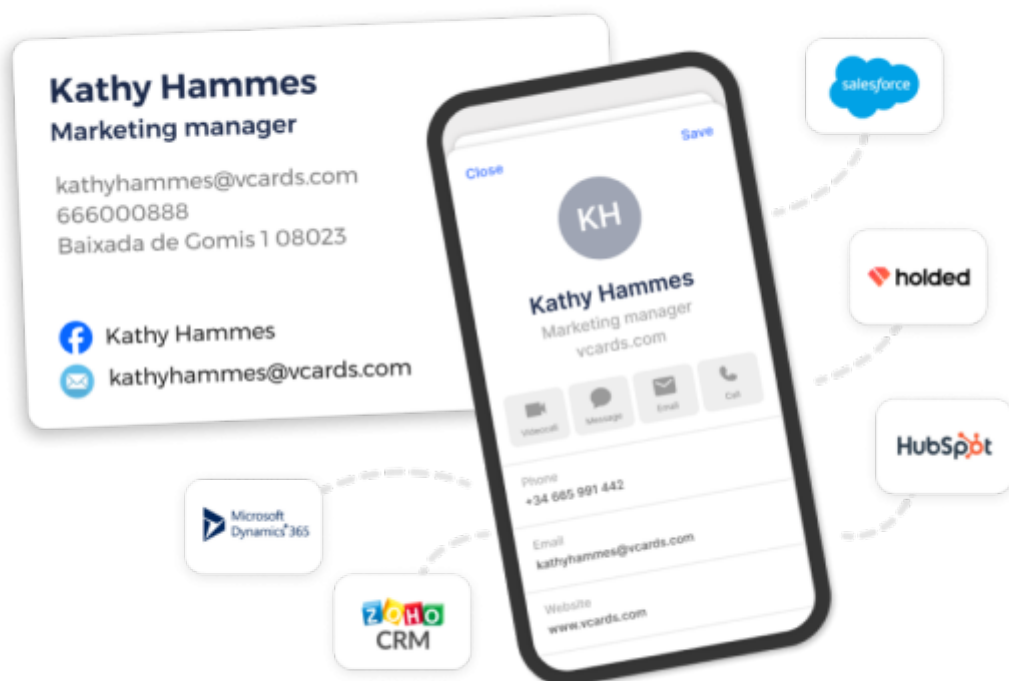 Kathy Hammes
Marketing manager
kathyhammes@vcards.com
666000888
Baixada de Gomis 1 08023
Kathy Hammes
kathyhammes@vcards.com
Close
Save
KH
Kathy Hammes
Marketing manager
vcards.com
Videocall
Message
Email
Call
Phone
+34 665 991 442
Email
kathyhammes@vcards.com
Website
www.vcards.com
salesforce
holded
HubSpot
Microsoft
Dynamics 365
ZOHO
CRM